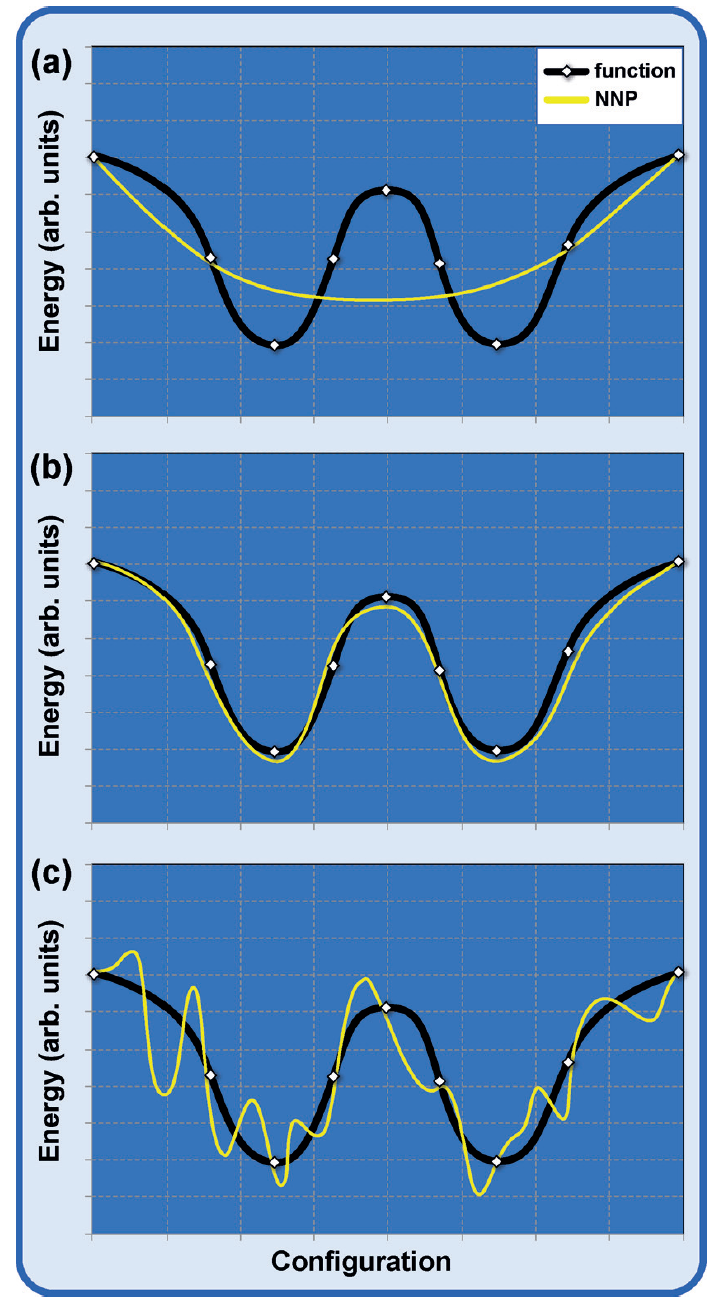 (a)
function
NNP
Energy (arb. units)
(b)
Energy (arb. units)
(c)
Energy (arb. units)
Configuration